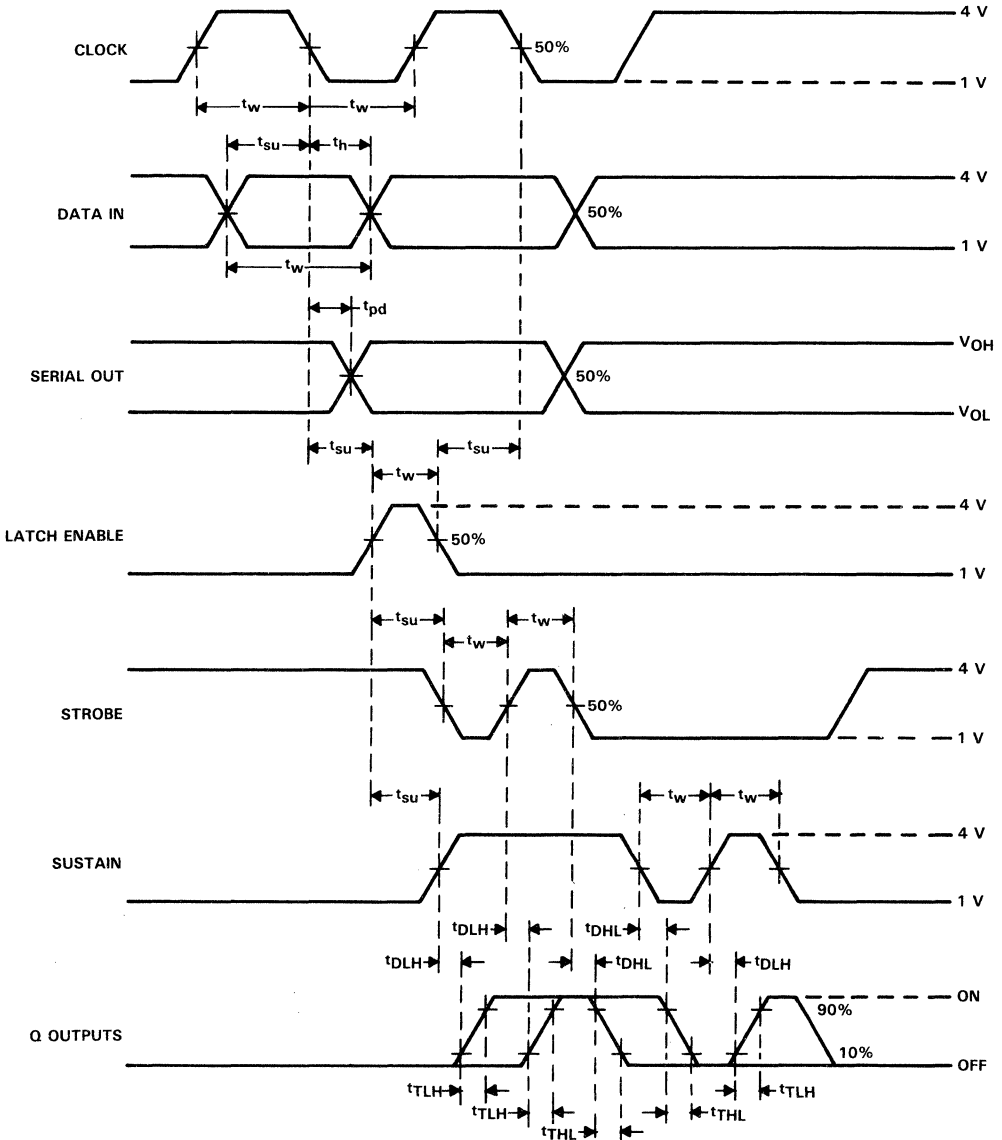 4 V
CLOCK
50%
1 V
tw
tw
tsu
th
4 V
DATA IN
50%
1 V
tw
tpd
VOH
SERIAL OUT
50%
VOL
tsu
tsu
tw
4 V
LATCH ENABLE
50%
1 V
tsu
tw
tw
4 V
STROBE
50%
1 V
tsu
tw
tw
4 V
SUSTAIN
1 V
tDLH
tDHL
tDLH
tDHL
tDLH
ON
90%
Q OUTPUTS
10%
OFF
tTLH
tTLH
tTLH
tTHL
tTHL